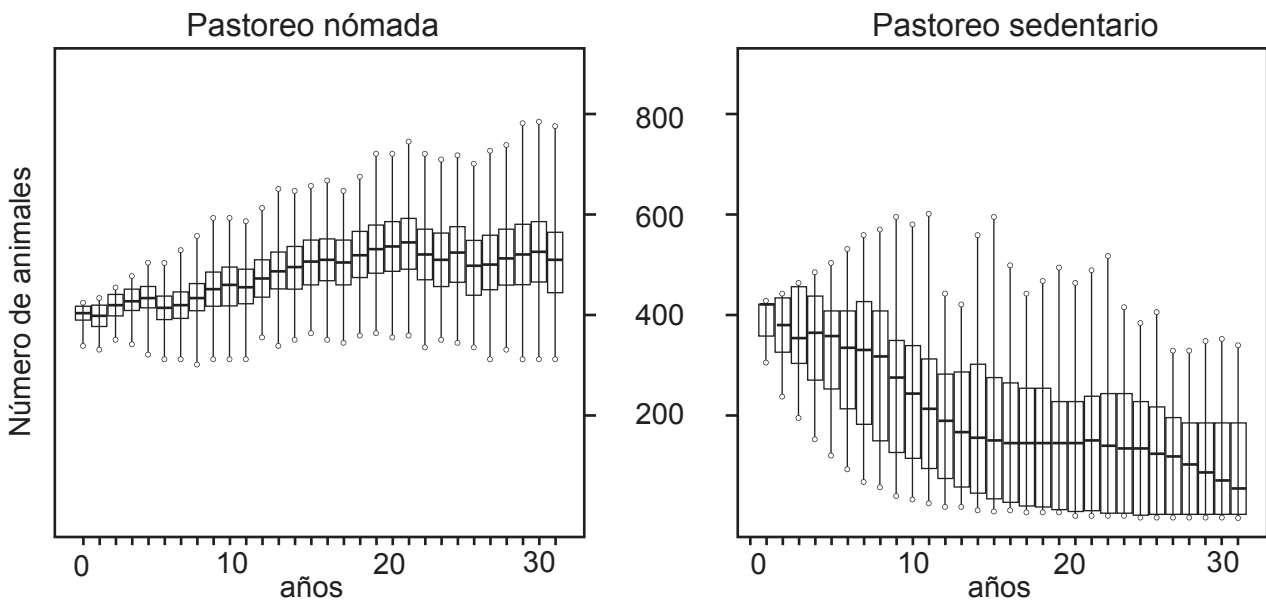 Pastoreo nómada
Pastoreo sedentario
Número de animales
800
600
400
200
0 10 20 30
años
0 10 20 30
años